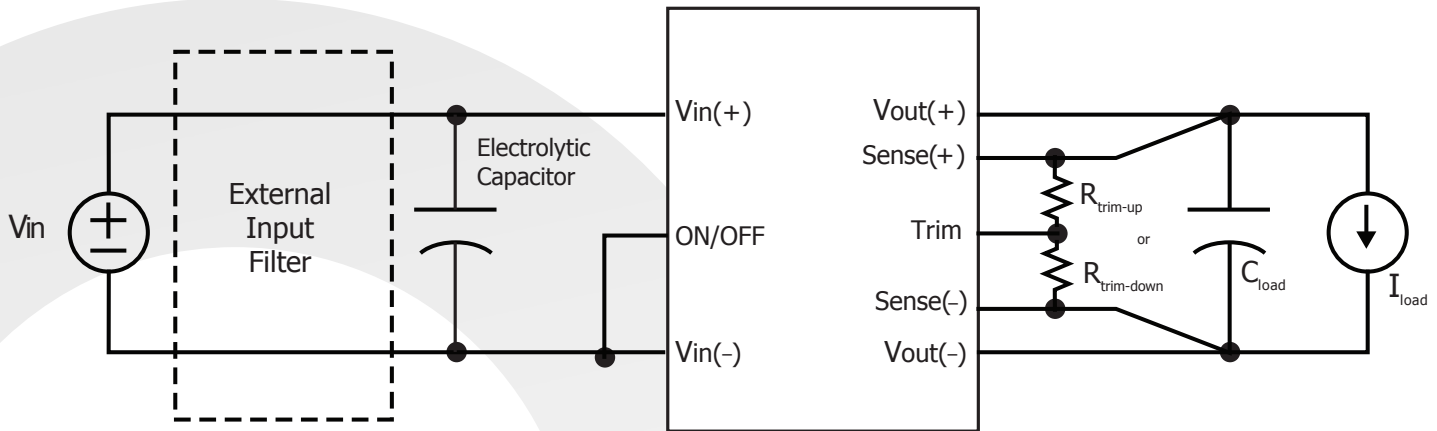 Vin
External
Input
Filter
Electrolytic
Capacitor
Vin(+)
ON/OFF
Vin(−)
Vout(+)
Sense(+)
Trim
Sense(−)
Vout(−)
Rtrim-up
or
Rtrim-down
Cload
Iload